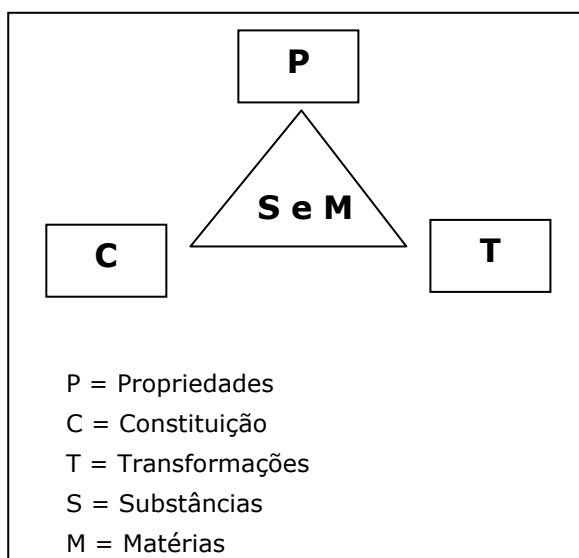 P
S e M
C
T
P = Propriedades
C = Constituição
T = Transformações
S = Substâncias
M = Matérias